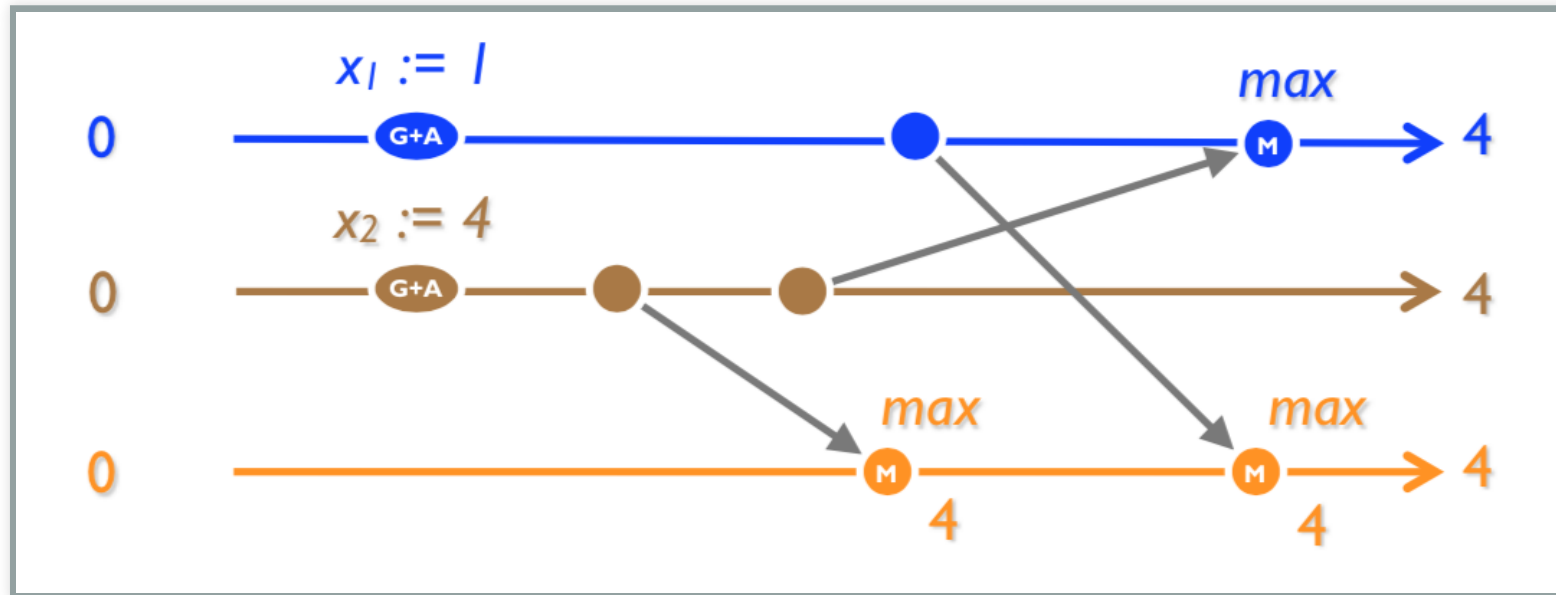 x₁ := 1
max
0 G+A M 4
x₂ := 4
0 G+A 4
max max
0 M M 4
4 4